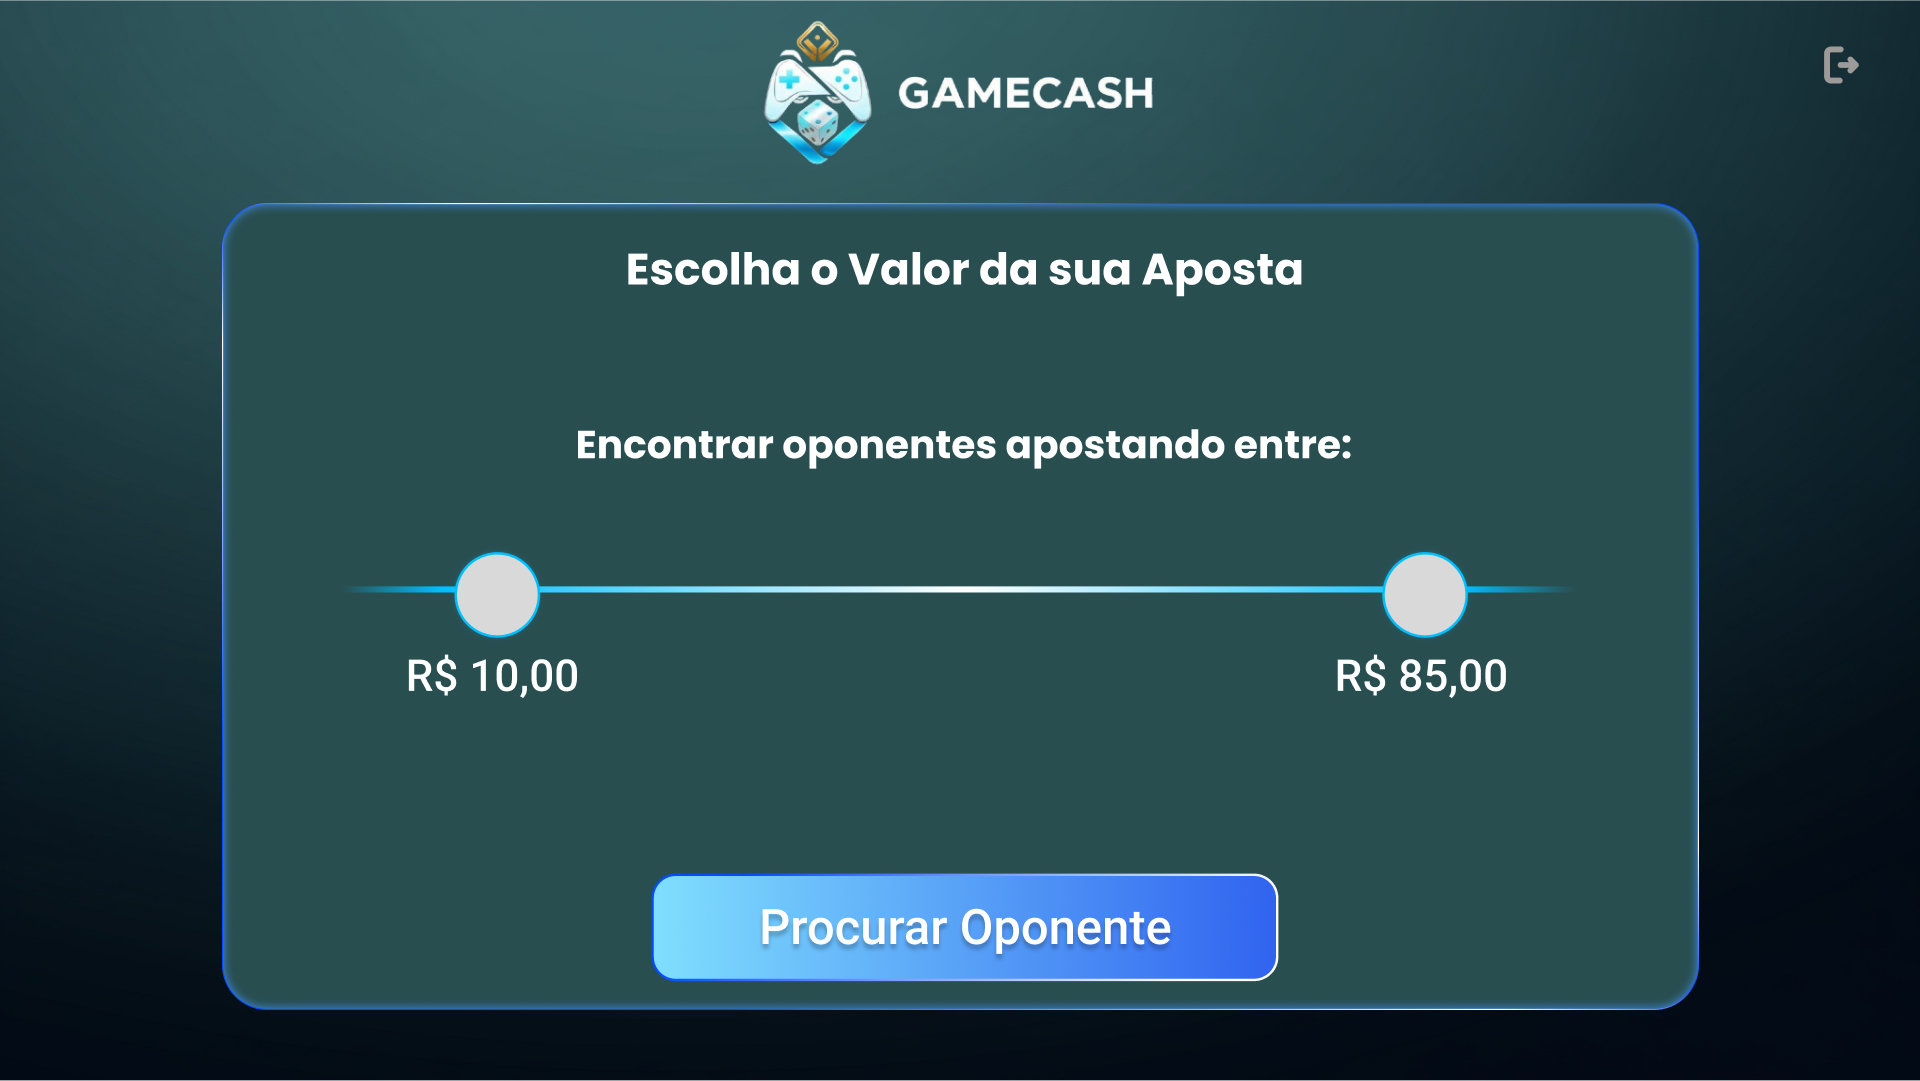 GAMECASH
Escolha o Valor da sua Aposta
Encontrar oponentes apostando entre:
R$ 10,00
R$ 85,00
Procurar Oponente